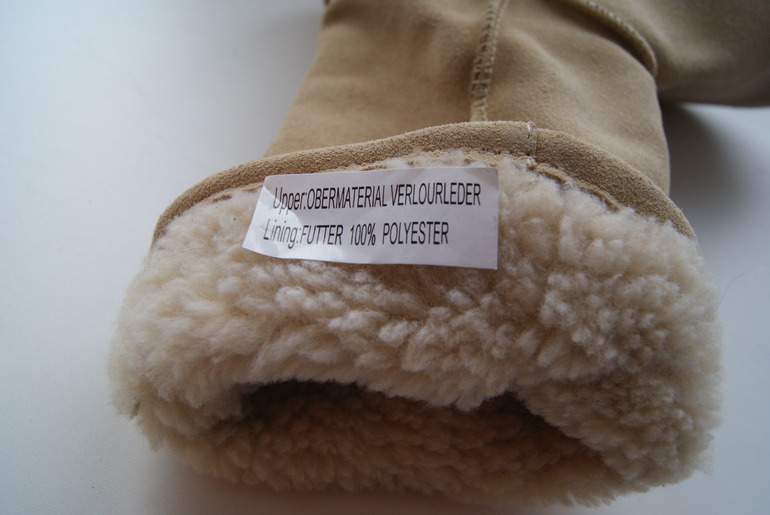 Upper:OBERMATERIAL VERLOURLEDER
Lining:FUTTER 100% POLYESTER